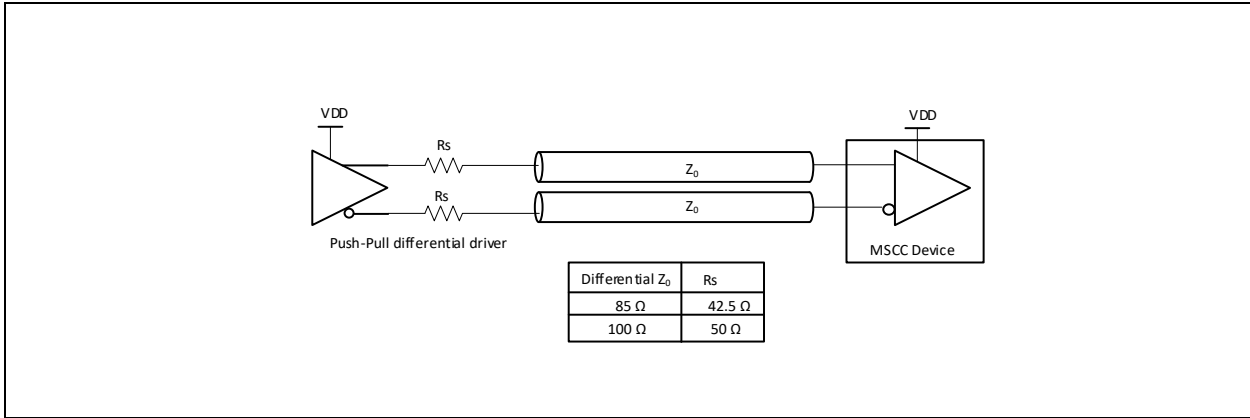 VDD
VDD
Rs
Z₀
Rs
Z₀
Push-Pull differential driver
MSCC Device
Differential Z₀ Rs
85 Ω 42.5 Ω
100 Ω 50 Ω